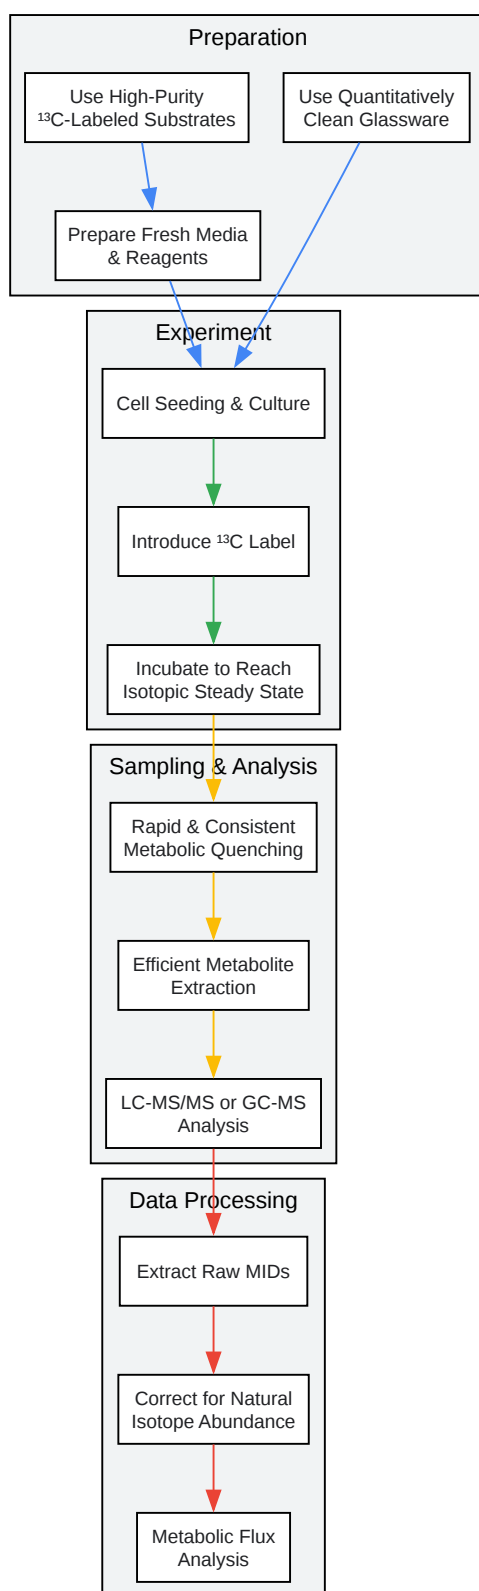 Preparation
Use High-Purity
¹³C-Labeled Substrates
Use Quantitatively
Clean Glassware
Prepare Fresh Media
& Reagents
Experiment
Cell Seeding & Culture
Introduce ¹³C Label
Incubate to Reach
Isotopic Steady State
Sampling & Analysis
Rapid & Consistent
Metabolic Quenching
Efficient Metabolite
Extraction
LC-MS/MS or GC-MS
Analysis
Data Processing
Extract Raw MIDs
Correct for Natural
Isotope Abundance
Metabolic Flux
Analysis